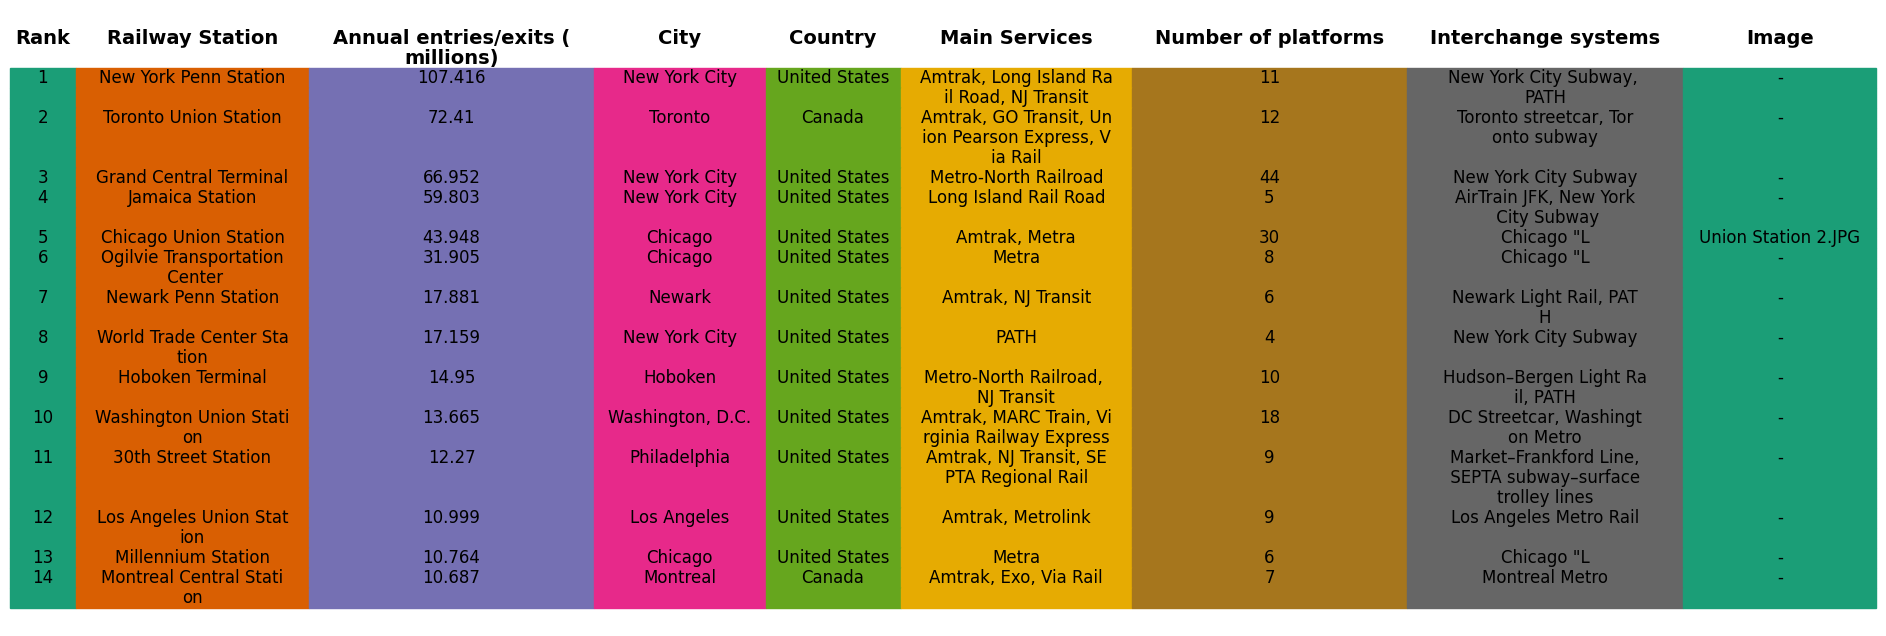 Rank Railway Station Annual entries/exits ( City Country Main Services Number of platforms Interchange systems Image
millions)
1 New York Penn Station 107.416 New York City United States Amtrak, Long Island Ra 11 New York City Subway, -
il Road, NJ Transit PATH
2 Toronto Union Station 72.41 Toronto Canada Amtrak, GO Transit, Un 12 Toronto streetcar, Tor -
ion Pearson Express, V onto subway
ia Rail
3 Grand Central Terminal 66.952 New York City United States Metro-North Railroad 44 New York City Subway -
4 Jamaica Station 59.803 New York City United States Long Island Rail Road 5 AirTrain JFK, New York -
City Subway
5 Chicago Union Station 43.948 Chicago United States Amtrak, Metra 30 Chicago "L Union Station 2.JPG
6 Ogilvie Transportation 31.905 Chicago United States Metra 8 Chicago "L -
Center
7 Newark Penn Station 17.881 Newark United States Amtrak, NJ Transit 6 Newark Light Rail, PAT -
H
8 World Trade Center Sta 17.159 New York City United States PATH 4 New York City Subway -
tion
9 Hoboken Terminal 14.95 Hoboken United States Metro-North Railroad, 10 Hudson–Bergen Light Ra -
NJ Transit il, PATH
10 Washington Union Stati 13.665 Washington, D.C. United States Amtrak, MARC Train, Vi 18 DC Streetcar, Washingt -
on rginia Railway Express on Metro
11 30th Street Station 12.27 Philadelphia United States Amtrak, NJ Transit, SE 9 Market–Frankford Line, -
PTA Regional Rail SEPTA subway–surface
trolley lines
12 Los Angeles Union Stat 10.999 Los Angeles United States Amtrak, Metrolink 9 Los Angeles Metro Rail -
ion
13 Millennium Station 10.764 Chicago United States Metra 6 Chicago "L -
14 Montreal Central Stati 10.687 Montreal Canada Amtrak, Exo, Via Rail 7 Montreal Metro -
on